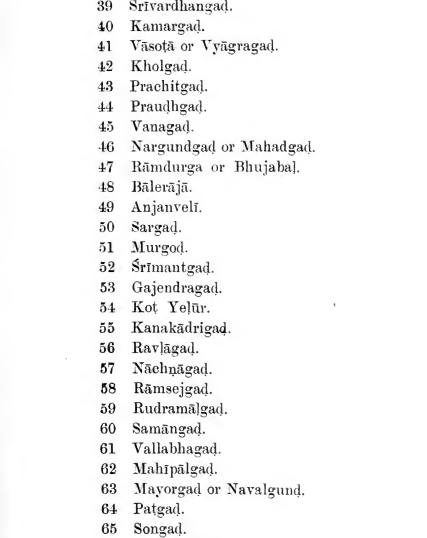 39 Srīvardhangaḍ.
40 Kamargaḍ.
41 Vāsoṭā or Vyāgragaḍ.
42 Kholgaḍ.
43 Prachitgaḍ.
44 Prauḍhgaḍ.
45 Vanagaḍ.
46 Nargundgaḍ or Mahadgaḍ.
47 Rāmdurga or Bhujabaḷ.
48 Bālerājā.
49 Anjanvelī.
50 Sargaḍ.
51 Murgoḍ.
52 Śrīmantgaḍ.
53 Gajendragaḍ.
54 Koṭ Yeḷūr.
55 Kanakādrigaḍ.
56 Ravḷāgaḍ.
57 Nāchṇāgaḍ.
58 Rāmsejgaḍ.
59 Rudramāḷgaḍ.
60 Samāngaḍ.
61 Vallabhagaḍ.
62 Mahīpālgaḍ.
63 Mayorgaḍ or Navalgunḍ.
64 Patgaḍ.
65 Songaḍ.